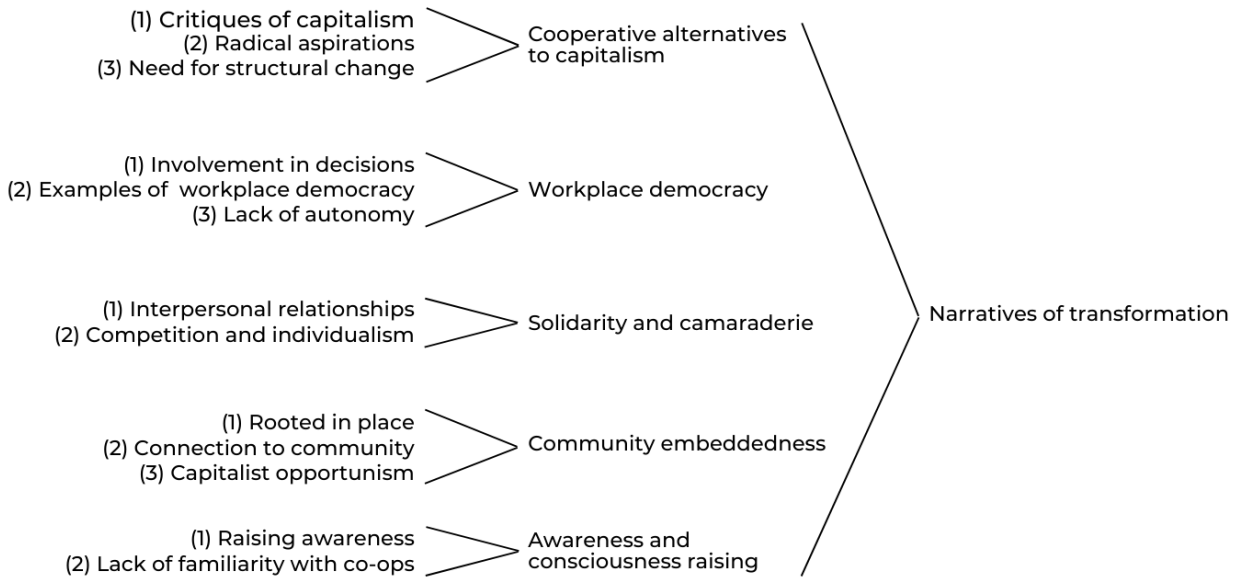 (1) Critiques of capitalism
(2) Radical aspirations
(3) Need for structural change
Cooperative alternatives
to capitalism
(1) Involvement in decisions
(2) Examples of workplace democracy
(3) Lack of autonomy
Workplace democracy
(1) Interpersonal relationships
(2) Competition and individualism
Solidarity and camaraderie
Narratives of transformation
(1) Rooted in place
(2) Connection to community
(3) Capitalist opportunism
Community embeddedness
(1) Raising awareness
(2) Lack of familiarity with co-ops
Awareness and
consciousness raising